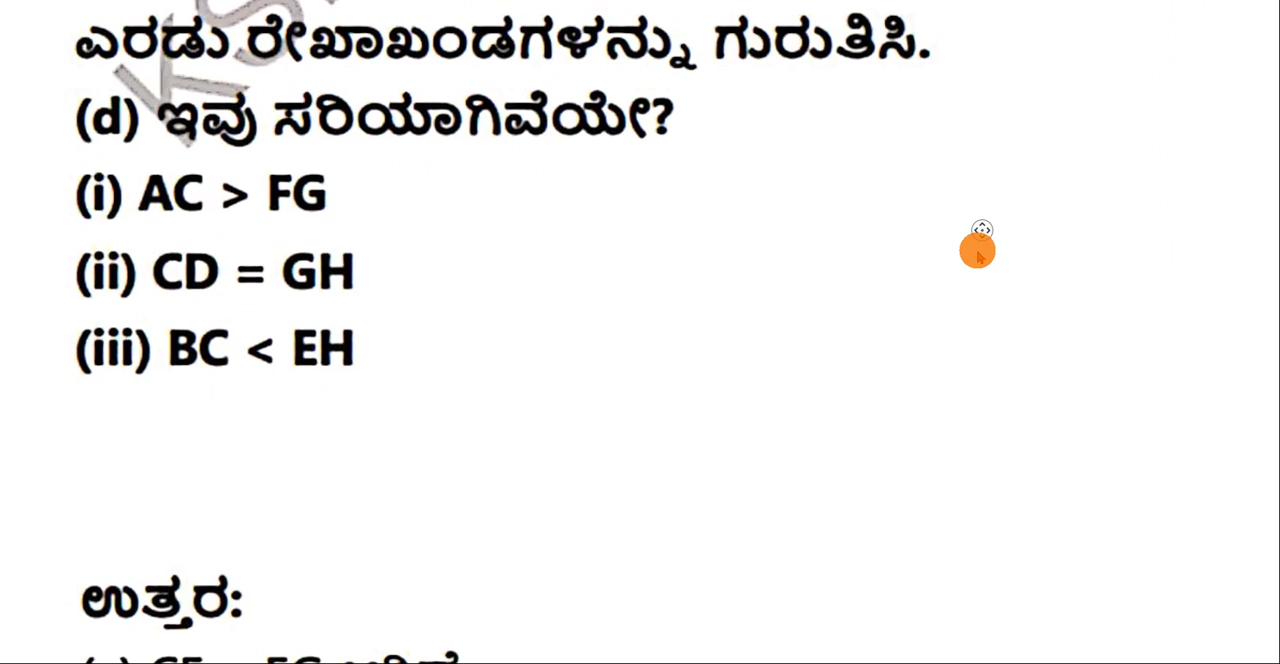 ಎರಡು ರೇಖಾಖಂಡಗಳನ್ನು ಗುರುತಿಸಿ.
(d) ಇವು ಸರಿಯಾಗಿವೆಯೇ?
(i) AC > FG
(ii) CD = GH
(iii) BC < EH
ಉತ್ತರ: